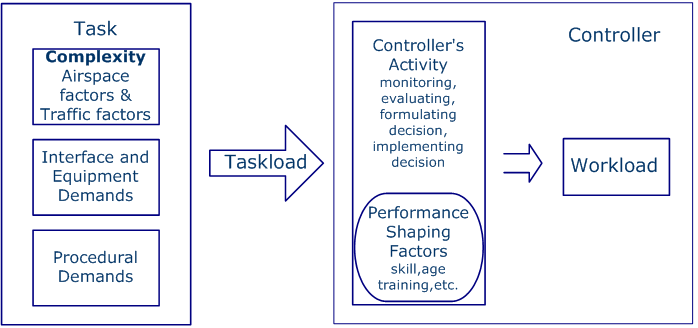 Task
Complexity
Airspace
factors &
Traffic factors
Interface and
Equipment
Demands
Procedural
Demands
Taskload
Controller's
Activity
monitoring,
evaluating,
formulating
decision,
implementing
decision
Performance
Shaping
Factors
skill,age
training,etc.
Controller
Workload